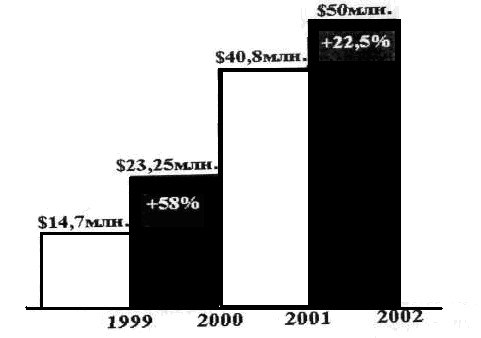 $50млн.
+22,5%
$40,8млн.
$23,25млн.
+58%
$14,7млн.
1999 2000 2001 2002